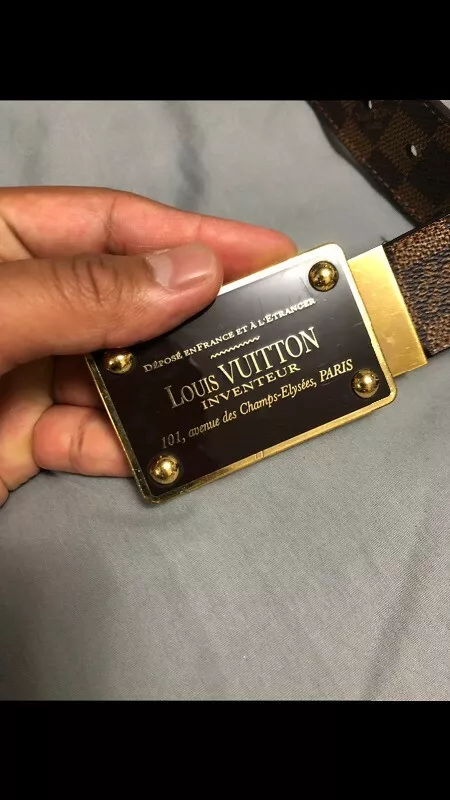 DÉPOSÉ EN FRANCE ET À L'ÉTRANGER
LOUIS VUITTON
INVENTEUR
101, avenue des Champs-Elysées, PARIS